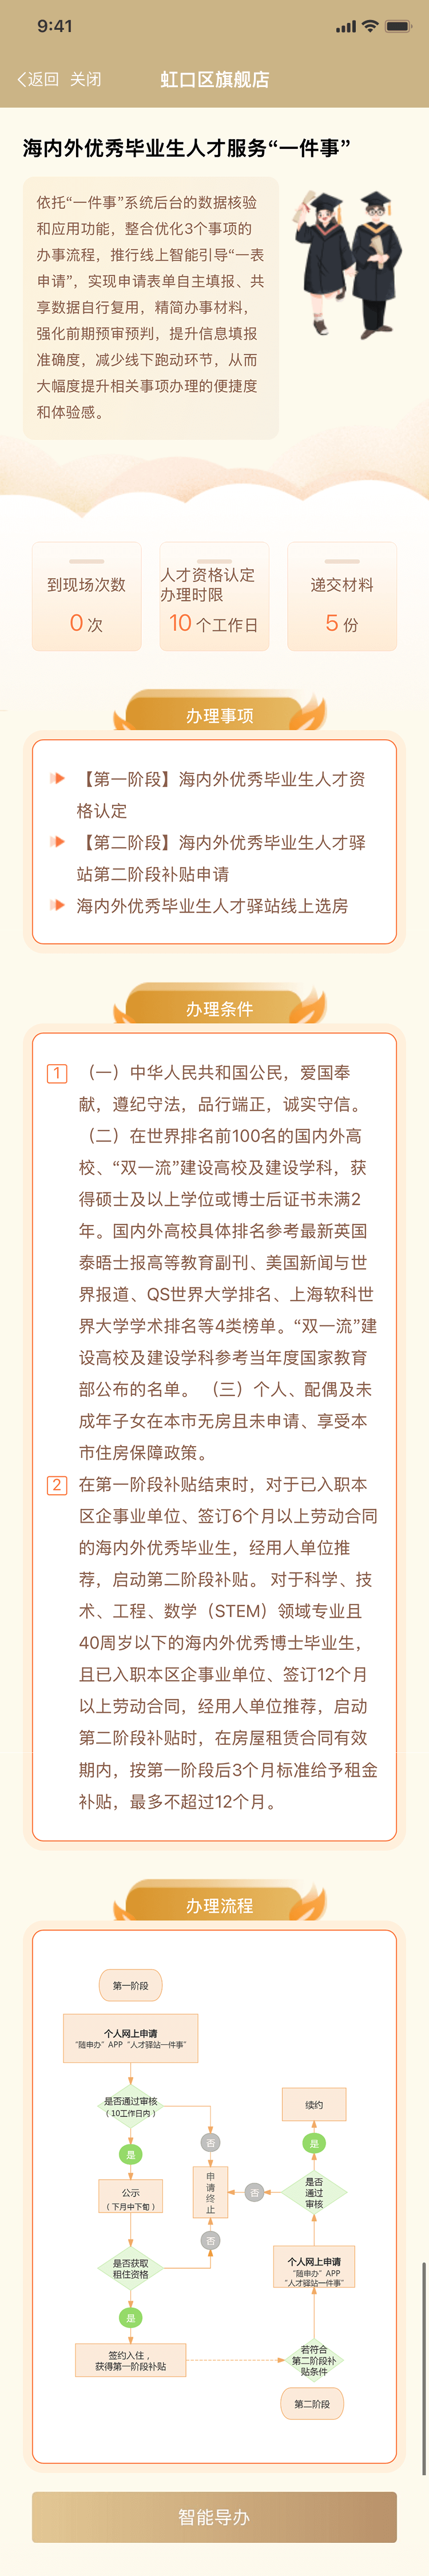 9:41
返回 关闭 虹口区旗舰店
海内外优秀毕业生人才服务“一件事”
依托“一件事”系统后台的数据核验
和应用功能，整合优化3个事项的
办事流程，推行线上智能引导“一表
申请”，实现申请表单自主填报、共
享数据自行复用，精简办事材料，
强化前期预审预判，提升信息填报
准确度，减少线下跑动环节，从而
大幅度提升相关事项办理的便捷度
和体验感。
到现场次数
0 次
人才资格认定
办理时限
10 个工作日
递交材料
5 份
办理事项
【第一阶段】海内外优秀毕业生人才资
格认定
【第二阶段】海内外优秀毕业生人才驿
站第二阶段补贴申请
海内外优秀毕业生人才驿站线上选房
办理条件
1 （一）中华人民共和国公民，爱国奉
献，遵纪守法，品行端正，诚实守信。
（二）在世界排名前100名的国内外高
校、“双一流”建设高校及建设学科，获
得硕士及以上学位或博士后证书未满2
年。国内外高校具体排名参考最新英国
泰晤士报高等教育副刊、美国新闻与世
界报道、QS世界大学排名、上海软科世
界大学学术排名等4类榜单。“双一流”建
设高校及建设学科参考当年度国家教育
部公布的名单。 （三）个人、配偶及未
成年子女在本市无房且未申请、享受本
市住房保障政策。
2 在第一阶段补贴结束时，对于已入职本
区企事业单位、签订6个月以上劳动合同
的海内外优秀毕业生，经用人单位推
荐，启动第二阶段补贴。 对于科学、技
术、工程、数学（STEM）领域专业且
40周岁以下的海内外优秀博士毕业生，
且已入职本区企事业单位、签订12个月
以上劳动合同，经用人单位推荐，启动
第二阶段补贴时，在房屋租赁合同有效
期内，按第一阶段后3个月标准给予租金
补贴，最多不超过12个月。
办理流程
第一阶段
个人网上申请
“随申办”APP“人才驿站一件事”
是否通过审核
（10工作日内）
是
公示
（下月中下旬）
是否获取
租住资格
是
签约入住，
获得第一阶段补贴
否
申
请
终
止
否
否
续约
是
是否
通过
审核
个人网上申请
“随申办”APP
“人才驿站一件事”
若符合
第二阶段补
贴条件
第二阶段
智能导办